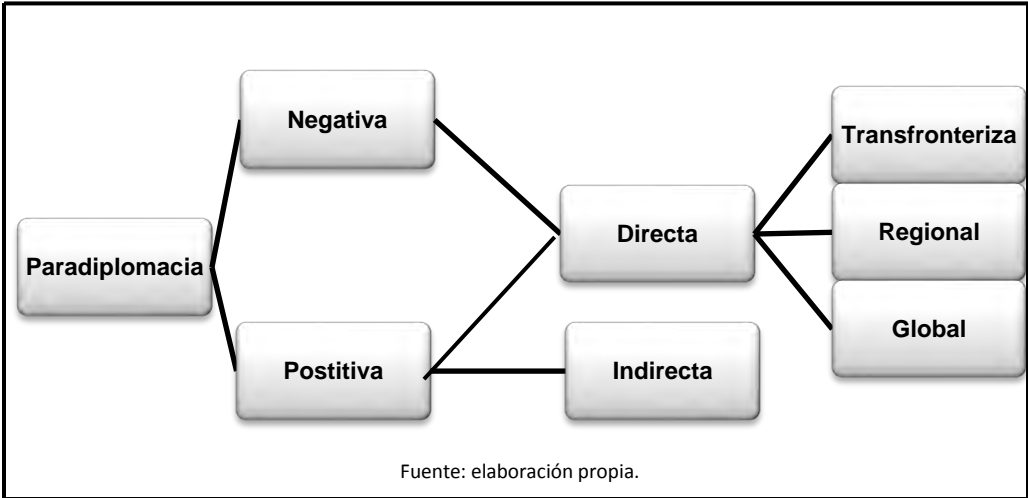 Negativa
Transfronteriza
Paradiplomacia
Directa
Regional
Global
Postitiva
Indirecta
Fuente: elaboración propia.